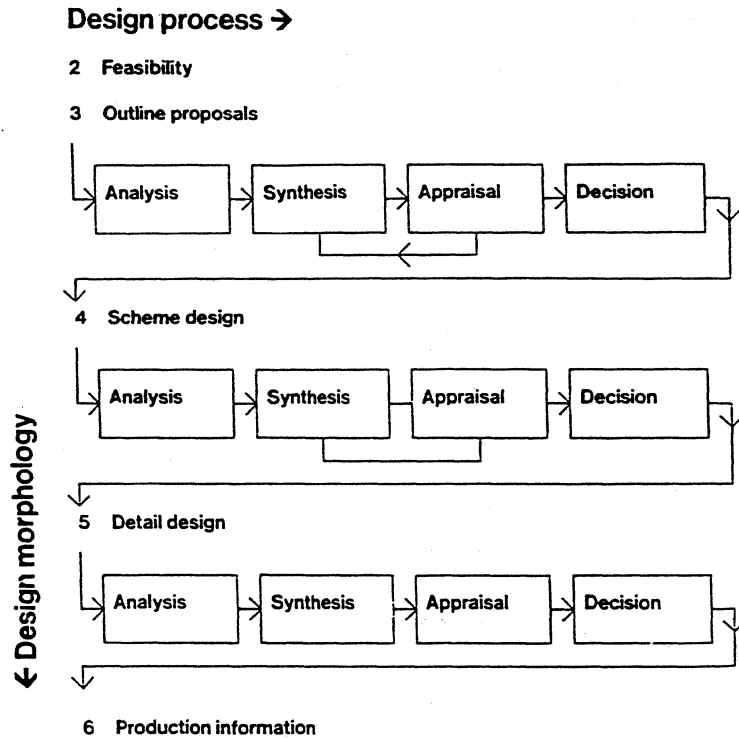 Design process →
2 Feasibility
3 Outline proposals
Analysis Synthesis Appraisal Decision
4 Scheme design
Analysis Synthesis Appraisal Decision
5 Detail design
Analysis Synthesis Appraisal Decision
6 Production information
← Design morphology